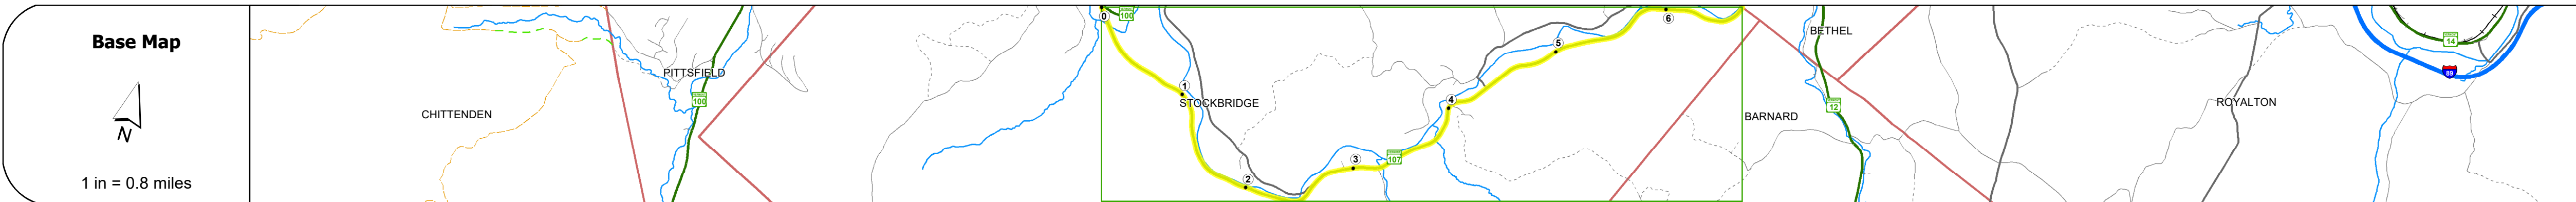 Base Map
N
1 in = 0.8 miles
CHITTENDEN
PITTSFIELD
100
0
100
1
STOCKBRIDGE
2
3
107
4
5
6
BETHEL
BARNARD
12
ROYALTON
14
89